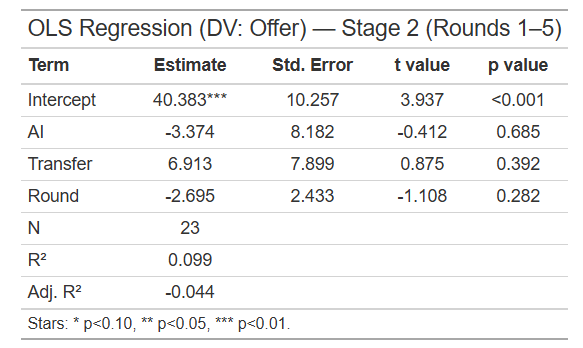 OLS Regression (DV: Offer) — Stage 2 (Rounds 1–5)
Term Estimate Std. Error t value p value
Intercept 40.383*** 10.257 3.937 <0.001
AI -3.374 8.182 -0.412 0.685
Transfer 6.913 7.899 0.875 0.392
Round -2.695 2.433 -1.108 0.282
N 23
R² 0.099
Adj. R² -0.044
Stars: * p<0.10, ** p<0.05, *** p<0.01.